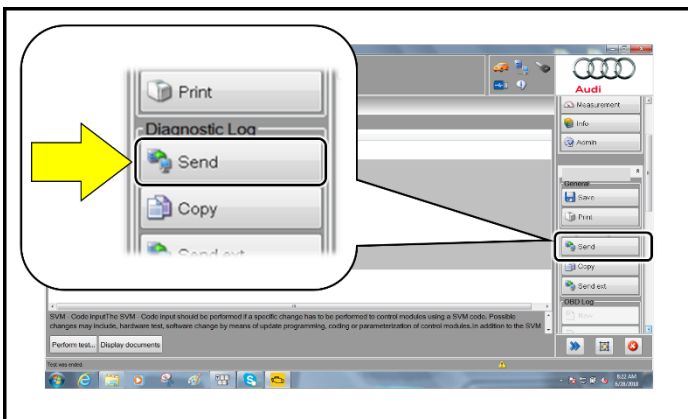 Print
Diagnostic Log
Send
Copy
Send ext
Audi
Measurement
Info
Admin
General
Save
Print
Send
Copy
Send ext
OBD Log
New
SVM - Code inputThe SVM - Code input should be performed if a specific change has to be performed to control modules using a SVM code. Possible
changes may include, hardware test, software change by means of update programming, coding or parameterization of control modules.In addition to the SVM
Perform test... Display documents
Test was ended.
8:22 AM
6/28/2018